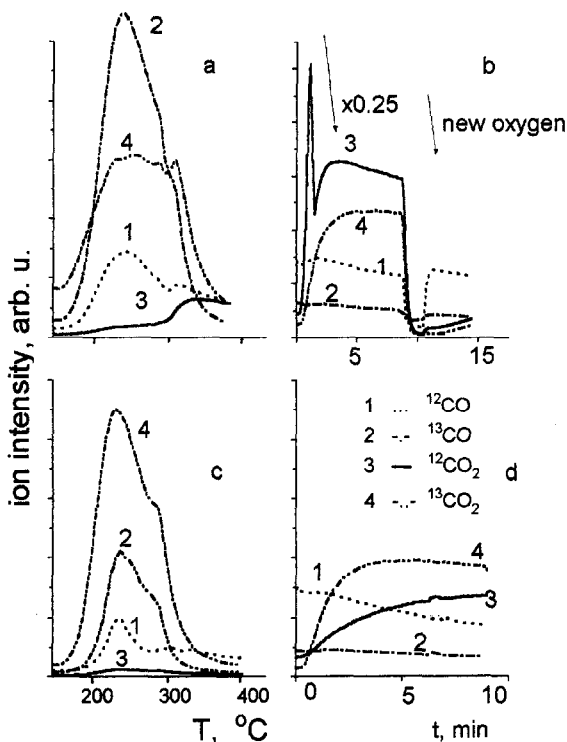 2
a
4
1
3
b
x0.25
new oxygen
3
4
1
2
5
15
ion intensity, arb. u.
4
c
2
1
3
200
300
400
T, °C
1 ¹²CO
2 ¹³CO
3 ¹²CO₂
4 ¹³CO₂
d
1
4
3
2
0
5
10
t, min